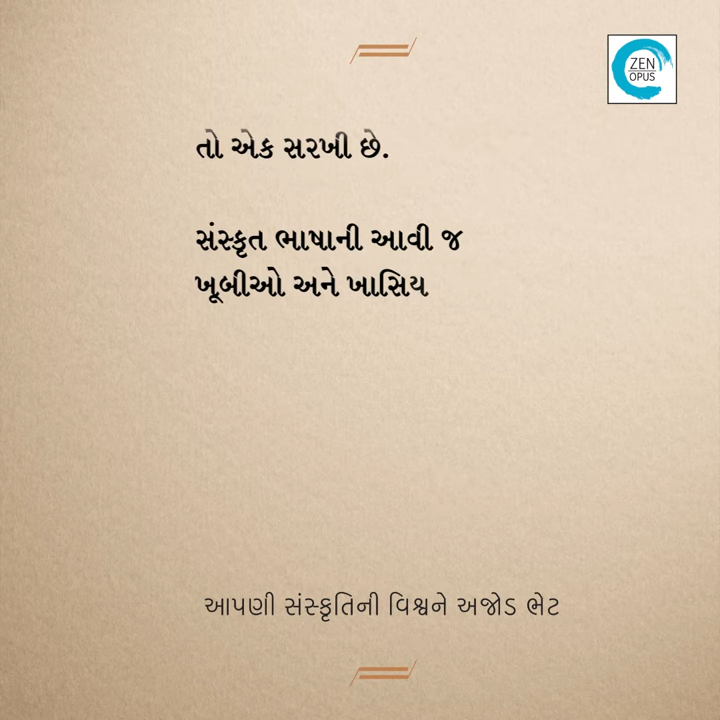 ZEN
OPUS
તો એક સરખી છે.
સંસ્કૃત ભાષાની આવી જ
ખૂબીઓ અને ખાસિય
આપણી સંસ્કૃતિની વિશ્વને અજોડ ભેટ